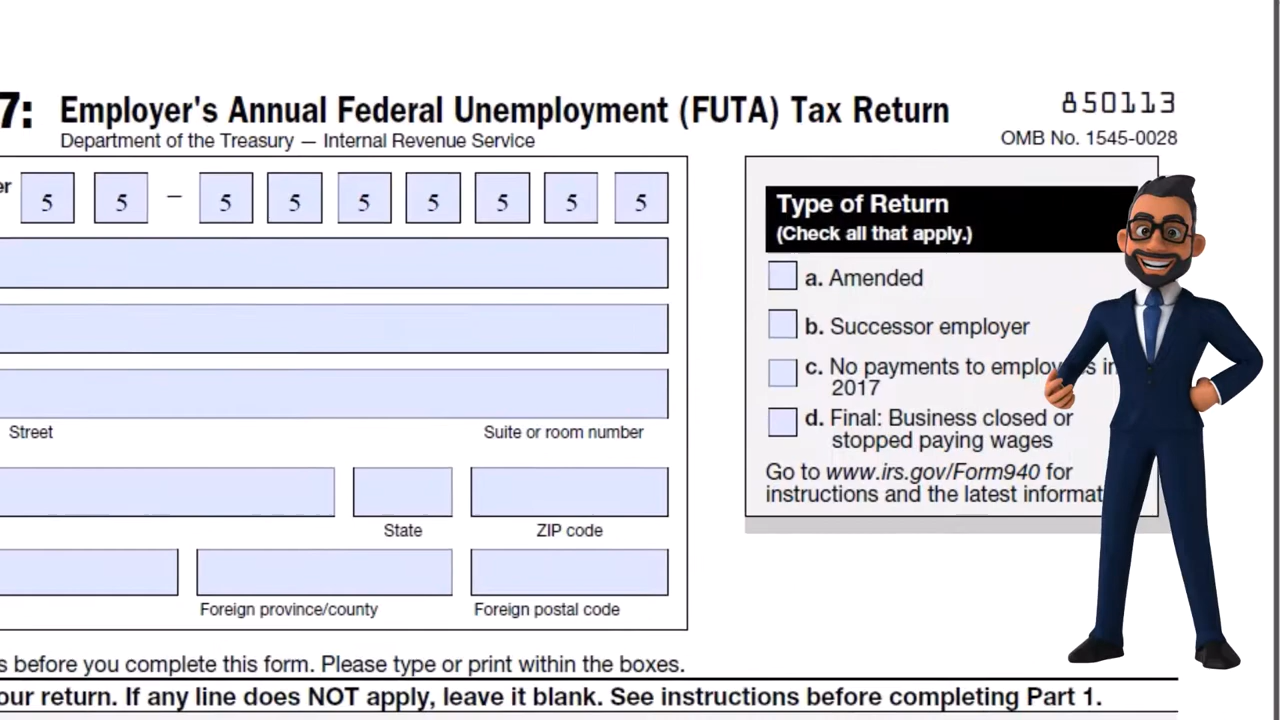 7: Employer's Annual Federal Unemployment (FUTA) Tax Return
850113
Department of the Treasury — Internal Revenue Service
OMB No. 1545-0028
er 5 5 – 5 5 5 5 5 5 5
Type of Return
(Check all that apply.)
a. Amended
b. Successor employer
c. No payments to in
2017
d. Final: Business closed or
stopped paying wages
Go to www.irs.gov/Form940 for
instructions and the latest informat
Street
Suite or room number
State
ZIP code
Foreign province/county
Foreign postal code
s before you complete this form. Please type or print within the boxes.
our return. If any line does NOT apply, leave it blank. See instructions before completing Part 1.